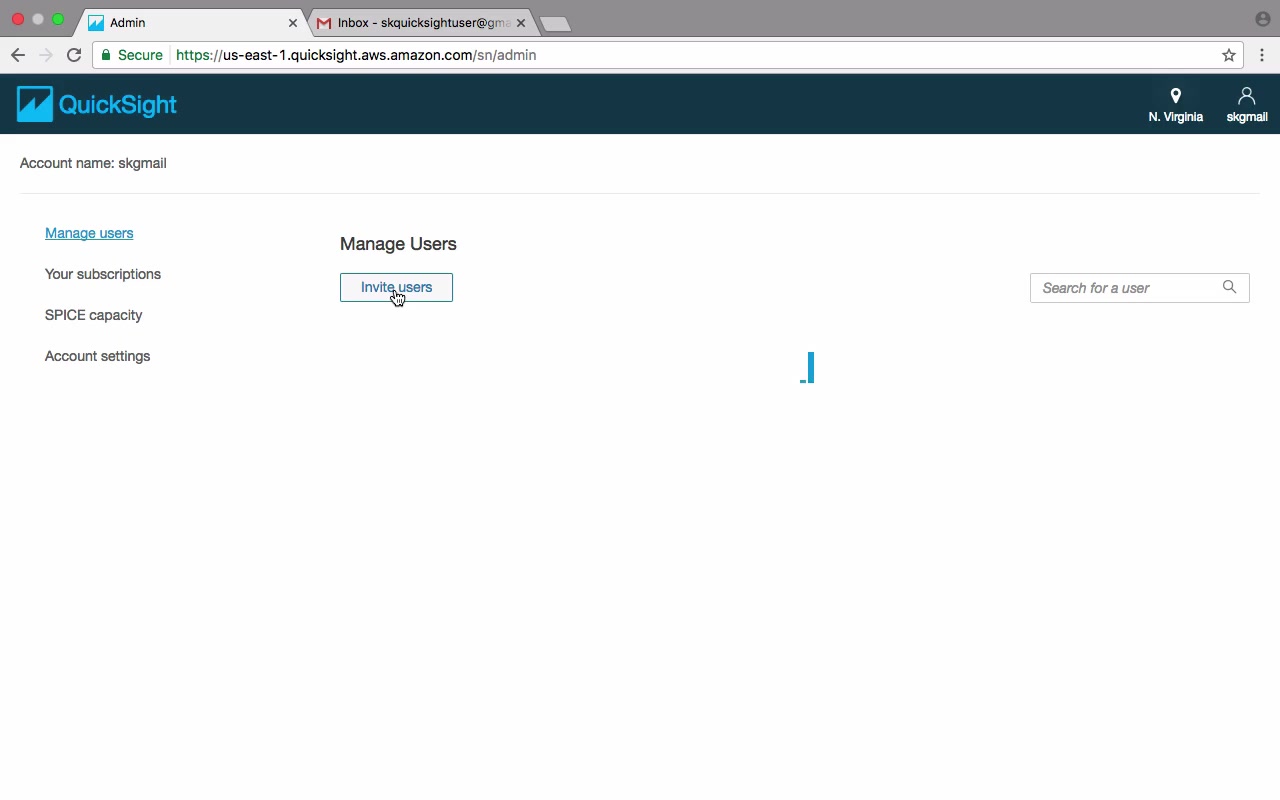 Admin
Inbox - skquicksightuser@gma
Secure
https://us-east-1.quicksight.aws.amazon.com/sn/admin
QuickSight
N. Virginia
skgmail
Account name: skgmail
Manage users
Your subscriptions
SPICE capacity
Account settings
Manage Users
Invite users
Search for a user